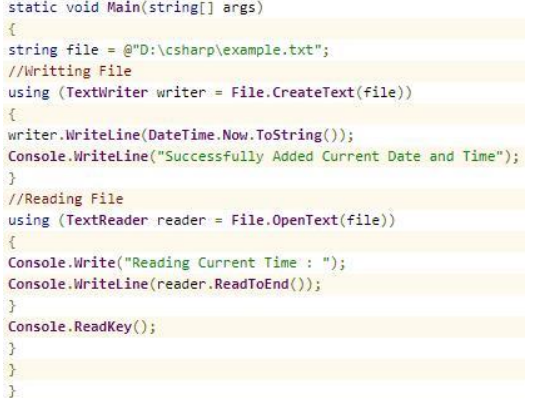 static void Main(string[] args)
{
string file = @"D:\csharp\example.txt";
//Writting File
using (TextWriter writer = File.CreateText(file))
{
writer.WriteLine(DateTime.Now.ToString());
Console.WriteLine("Successfully Added Current Date and Time");
}
//Reading File
using (TextReader reader = File.OpenText(file))
{
Console.Write("Reading Current Time : ");
Console.WriteLine(reader.ReadToEnd());
}
Console.ReadKey();
}
}
}